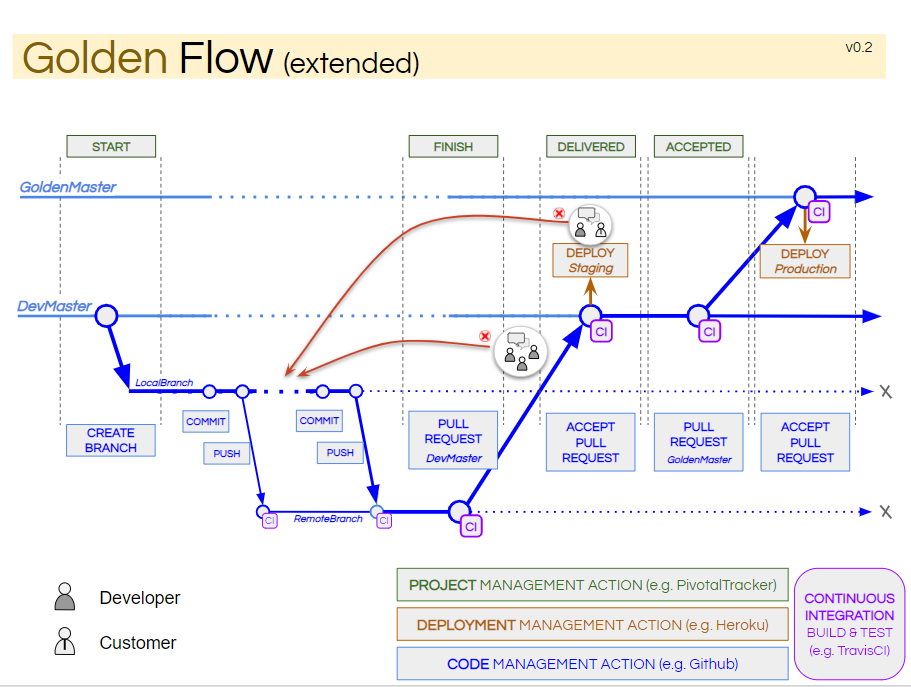 Golden Flow (extended)
v0.2
START
FINISH
DELIVERED
ACCEPTED
GoldenMaster
CI
DEPLOY
Staging
DEPLOY
Production
DevMaster
CI
CI
LocalBranch
CREATE
BRANCH
COMMIT
PUSH
COMMIT
PUSH
PULL
REQUEST
DevMaster
ACCEPT
PULL
REQUEST
PULL
REQUEST
GoldenMaster
ACCEPT
PULL
REQUEST
X
CI
RemoteBranch
CI
CI
X
Developer
Customer
PROJECT MANAGEMENT ACTION (e.g. PivotalTracker)
DEPLOYMENT MANAGEMENT ACTION (e.g. Heroku)
CODE MANAGEMENT ACTION (e.g. Github)
CONTINUOUS
INTEGRATION
BUILD & TEST
(e.g. TravisCI)